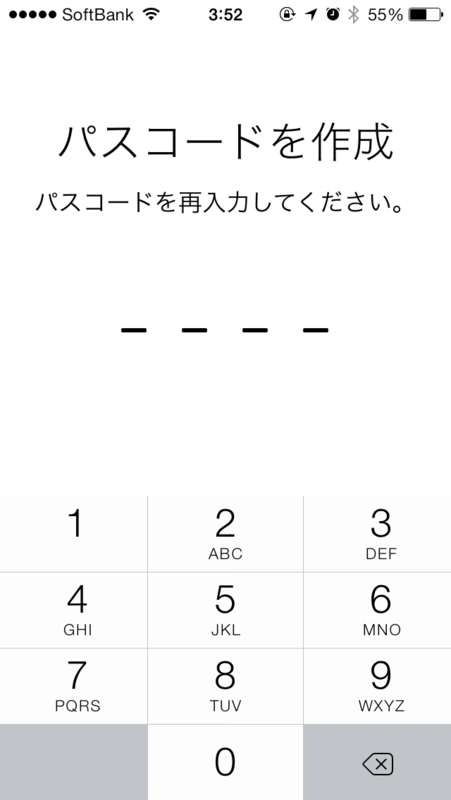 SoftBank 3:52 55%
パスコードを作成
パスコードを再入力してください。
1 2 3
ABC DEF
4 5 6
GHI JKL MNO
7 8 9
PQRS TUV WXYZ
0